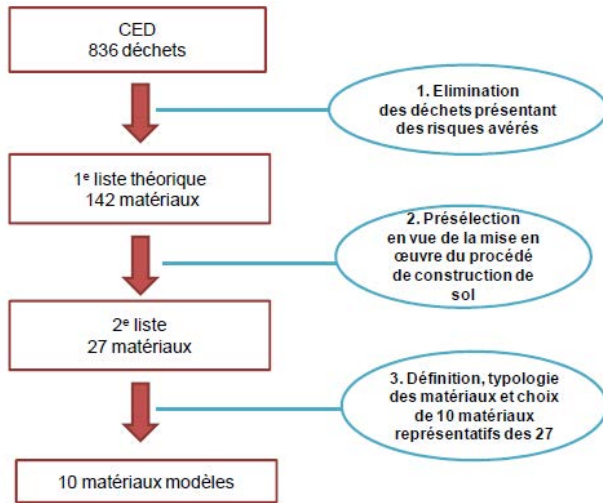 CED
836 déchets
1. Elimination
des déchets présentant
des risques avérés
1e liste théorique
142 matériaux
2. Présélection
en vue de la mise en
œuvre du procédé
de construction de
sol
2e liste
27 matériaux
3. Définition, typologie
des matériaux et choix
de 10 matériaux
représentatifs des 27
10 matériaux modèles